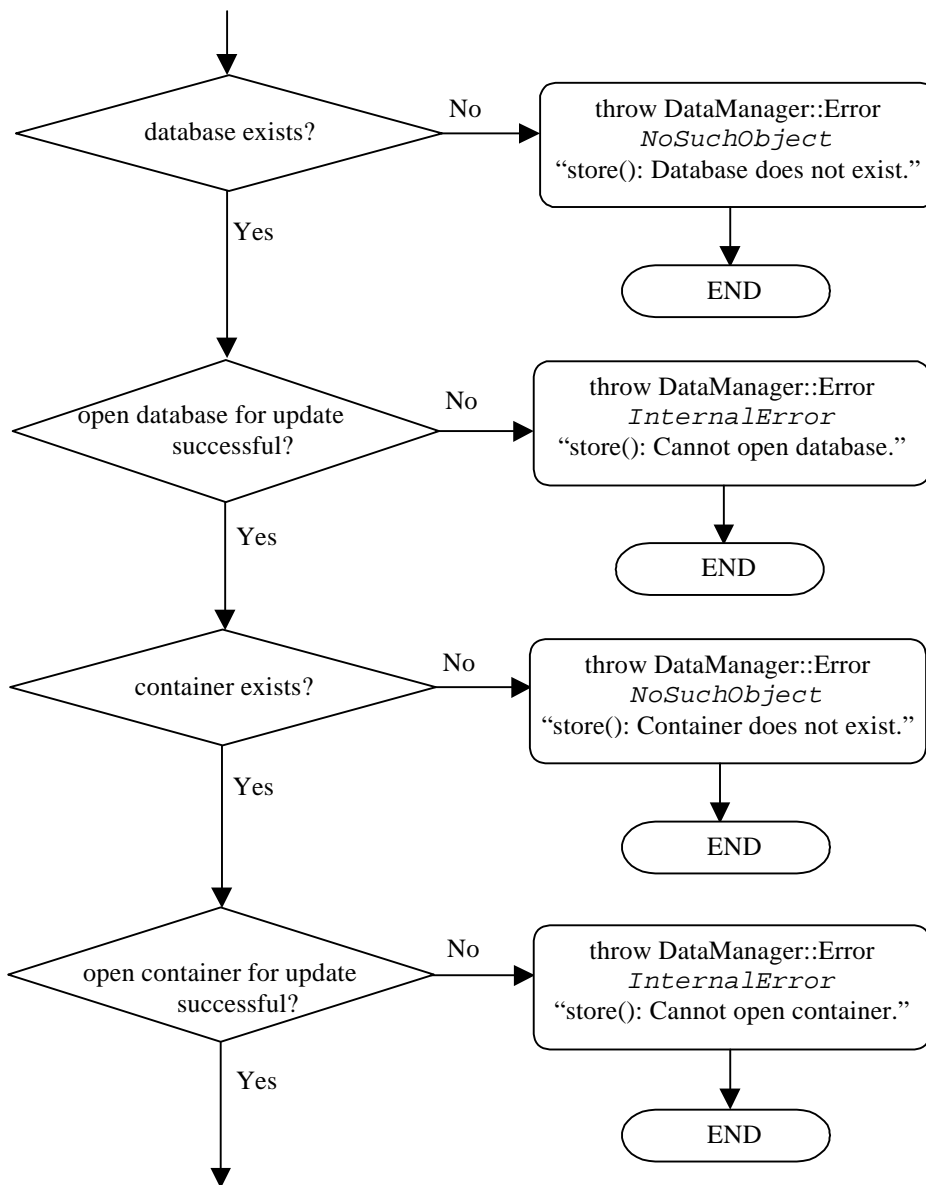 database exists?
No
throw DataManager::Error
NoSuchObject
“store(): Database does not exist.”
Yes
END
open database for update
successful?
No
throw DataManager::Error
InternalError
“store(): Cannot open database.”
Yes
END
container exists?
No
throw DataManager::Error
NoSuchObject
“store(): Container does not exist.”
Yes
END
open container for update
successful?
No
throw DataManager::Error
InternalError
“store(): Cannot open container.”
Yes
END